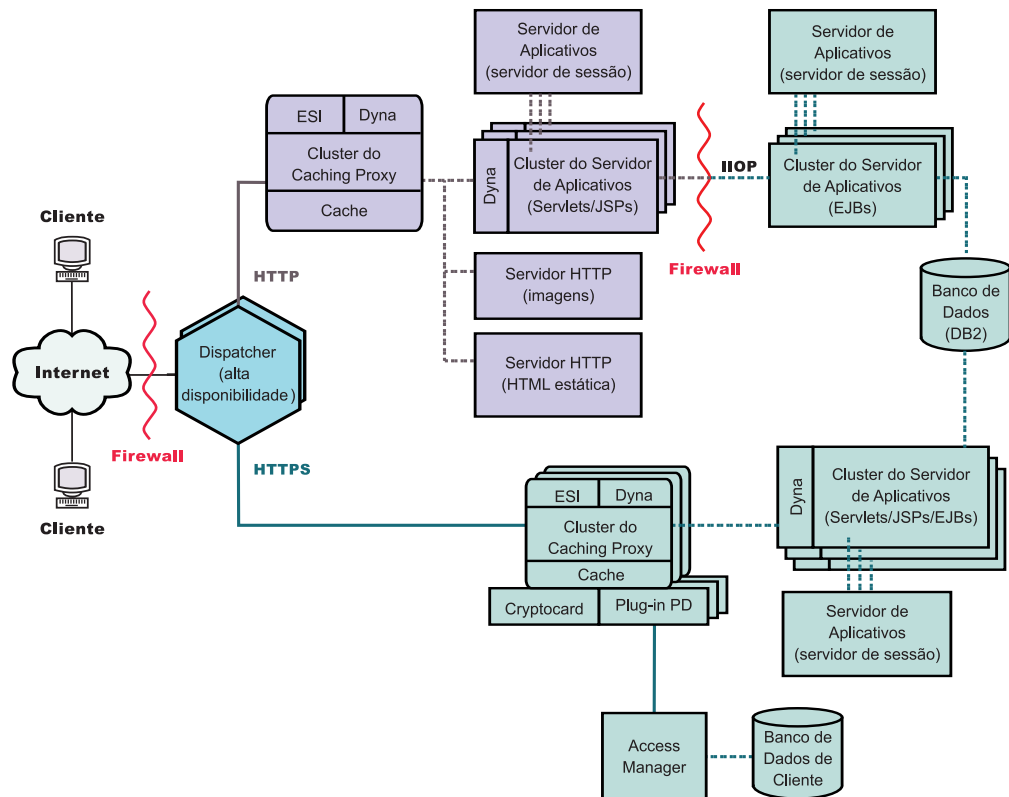 Servidor de
Aplicativos
(servidor de sessão)
Servidor de
Aplicativos
(servidor de sessão)
ESI
Dyna
Cluster do
Caching Proxy
Cache
Dyna
Cluster do Servidor
de Aplicativos
(Servlets/JSPs)
IIOP
Cluster do Servidor
de Aplicativos
(EJBs)
Firewall
Cliente
HTTP
Servidor HTTP
(imagens)
Banco de
Dados
(DB2)
Internet
Dispatcher
(alta
disponibilidade)
Servidor HTTP
(HTML estática)
Firewall
HTTPS
Cliente
ESI
Dyna
Cluster do
Caching Proxy
Cache
Cryptocard
Plug-in PD
Dyna
Cluster do Servidor
de Aplicativos
(Servlets/JSPs/EJBs)
Servidor de
Aplicativos
(servidor de sessão)
Access
Manager
Banco de
Dados de
Cliente